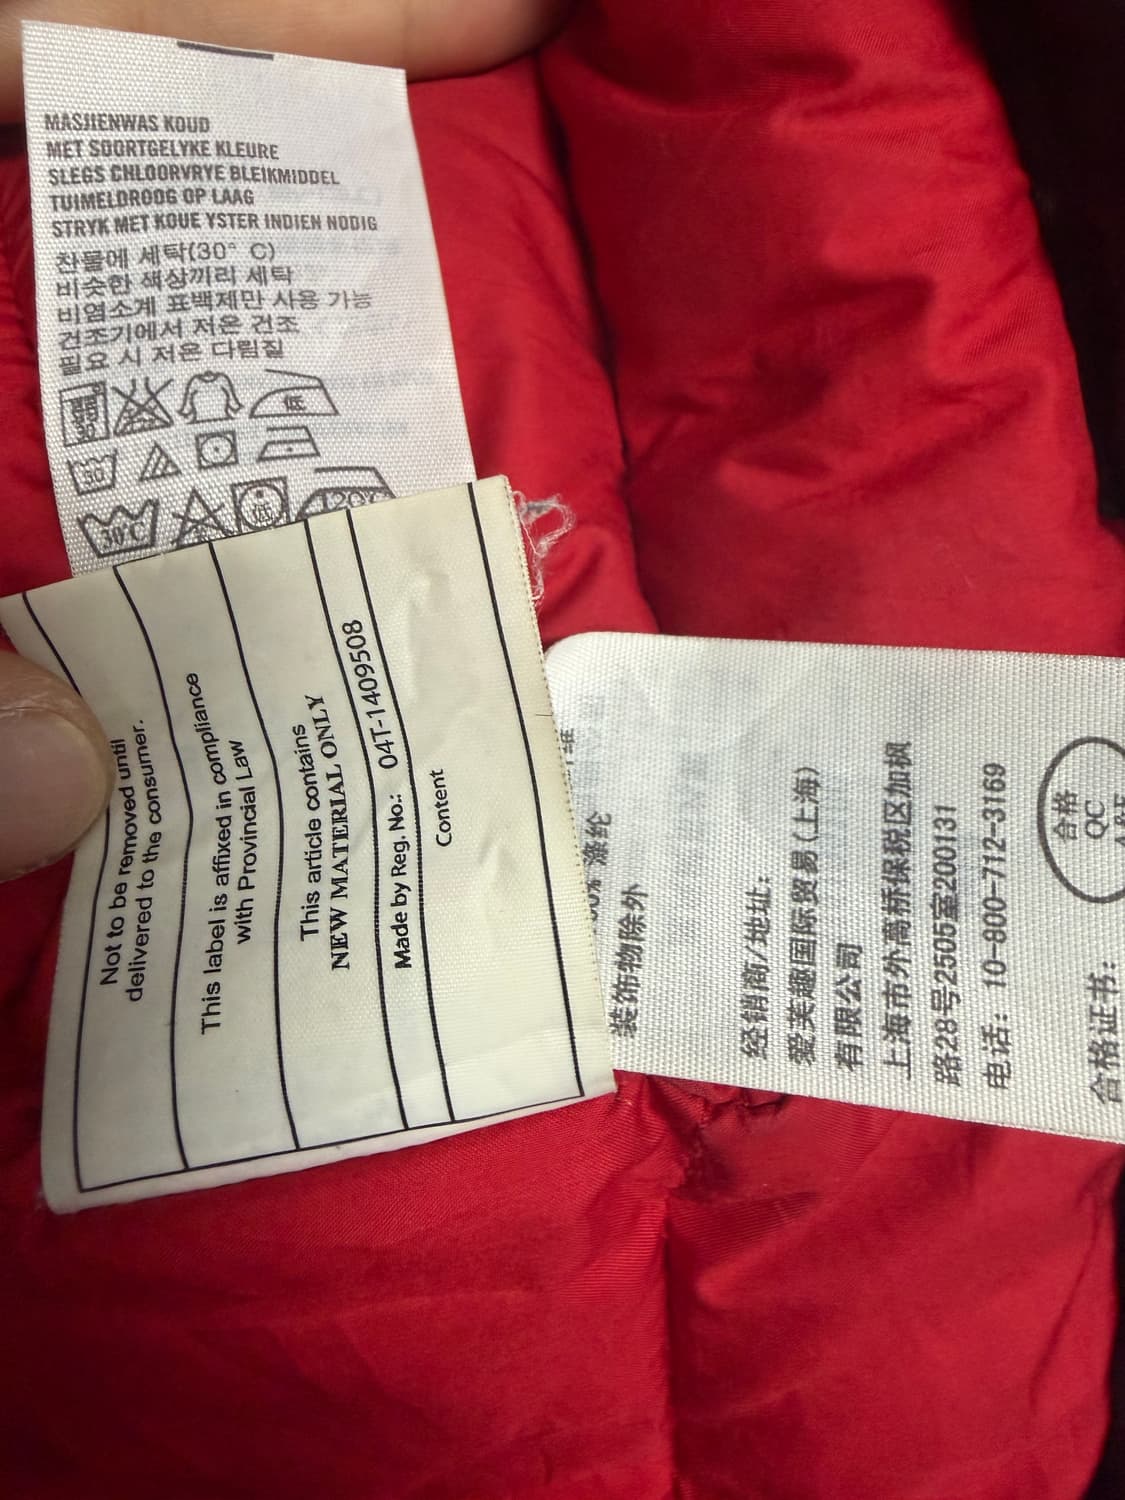 MASJIENWAS KOUD
MET SOORTGELYKE KLEURE
SLEGS CHLOORVRYE BLEIKMIDDEL
TUIMELDROOG OP LAAG
STRYK MET KOUE YSTER INDIEN NODIG
찬물에 세탁(30° C)
비슷한 색상끼리 세탁
비염소계 표백제만 사용 가능
건조기에서 저온 건조
필요 시 저온 다림질
低
30
30°C
低
120°C
Not to be removed until
delivered to the consumer.
This label is affixed in compliance
with Provincial Law
This article contains
NEW MATERIAL ONLY
Made by Reg. No.: 04T-1409508
Content
涤纶
装饰物除外
经销商/地址:
爱芙趣国际贸易(上海)
有限公司
上海市外高桥保税区加枫
路28号2505室200131
电话: 10-800-712-3169
合格证书:
合格
QC